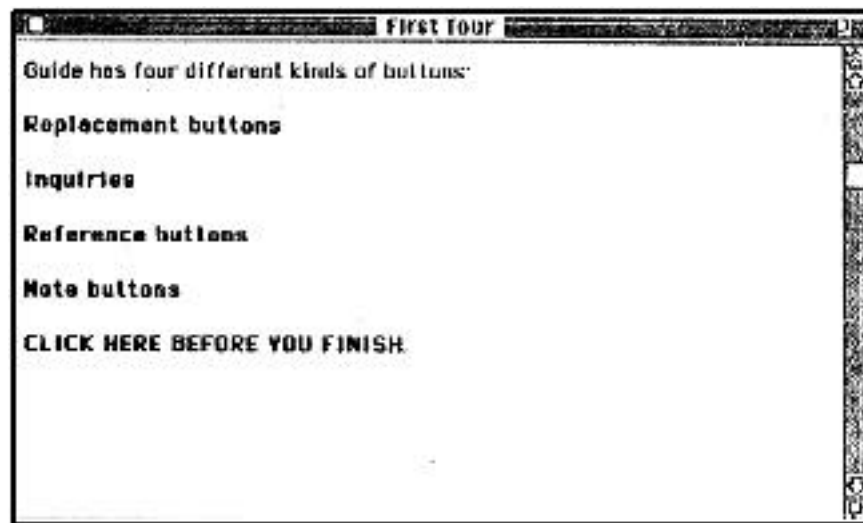 First Tour
Guide has four different kinds of buttons:
Replacement buttons
Inquiries
Reference buttons
Note buttons
CLICK HERE BEFORE YOU FINISH